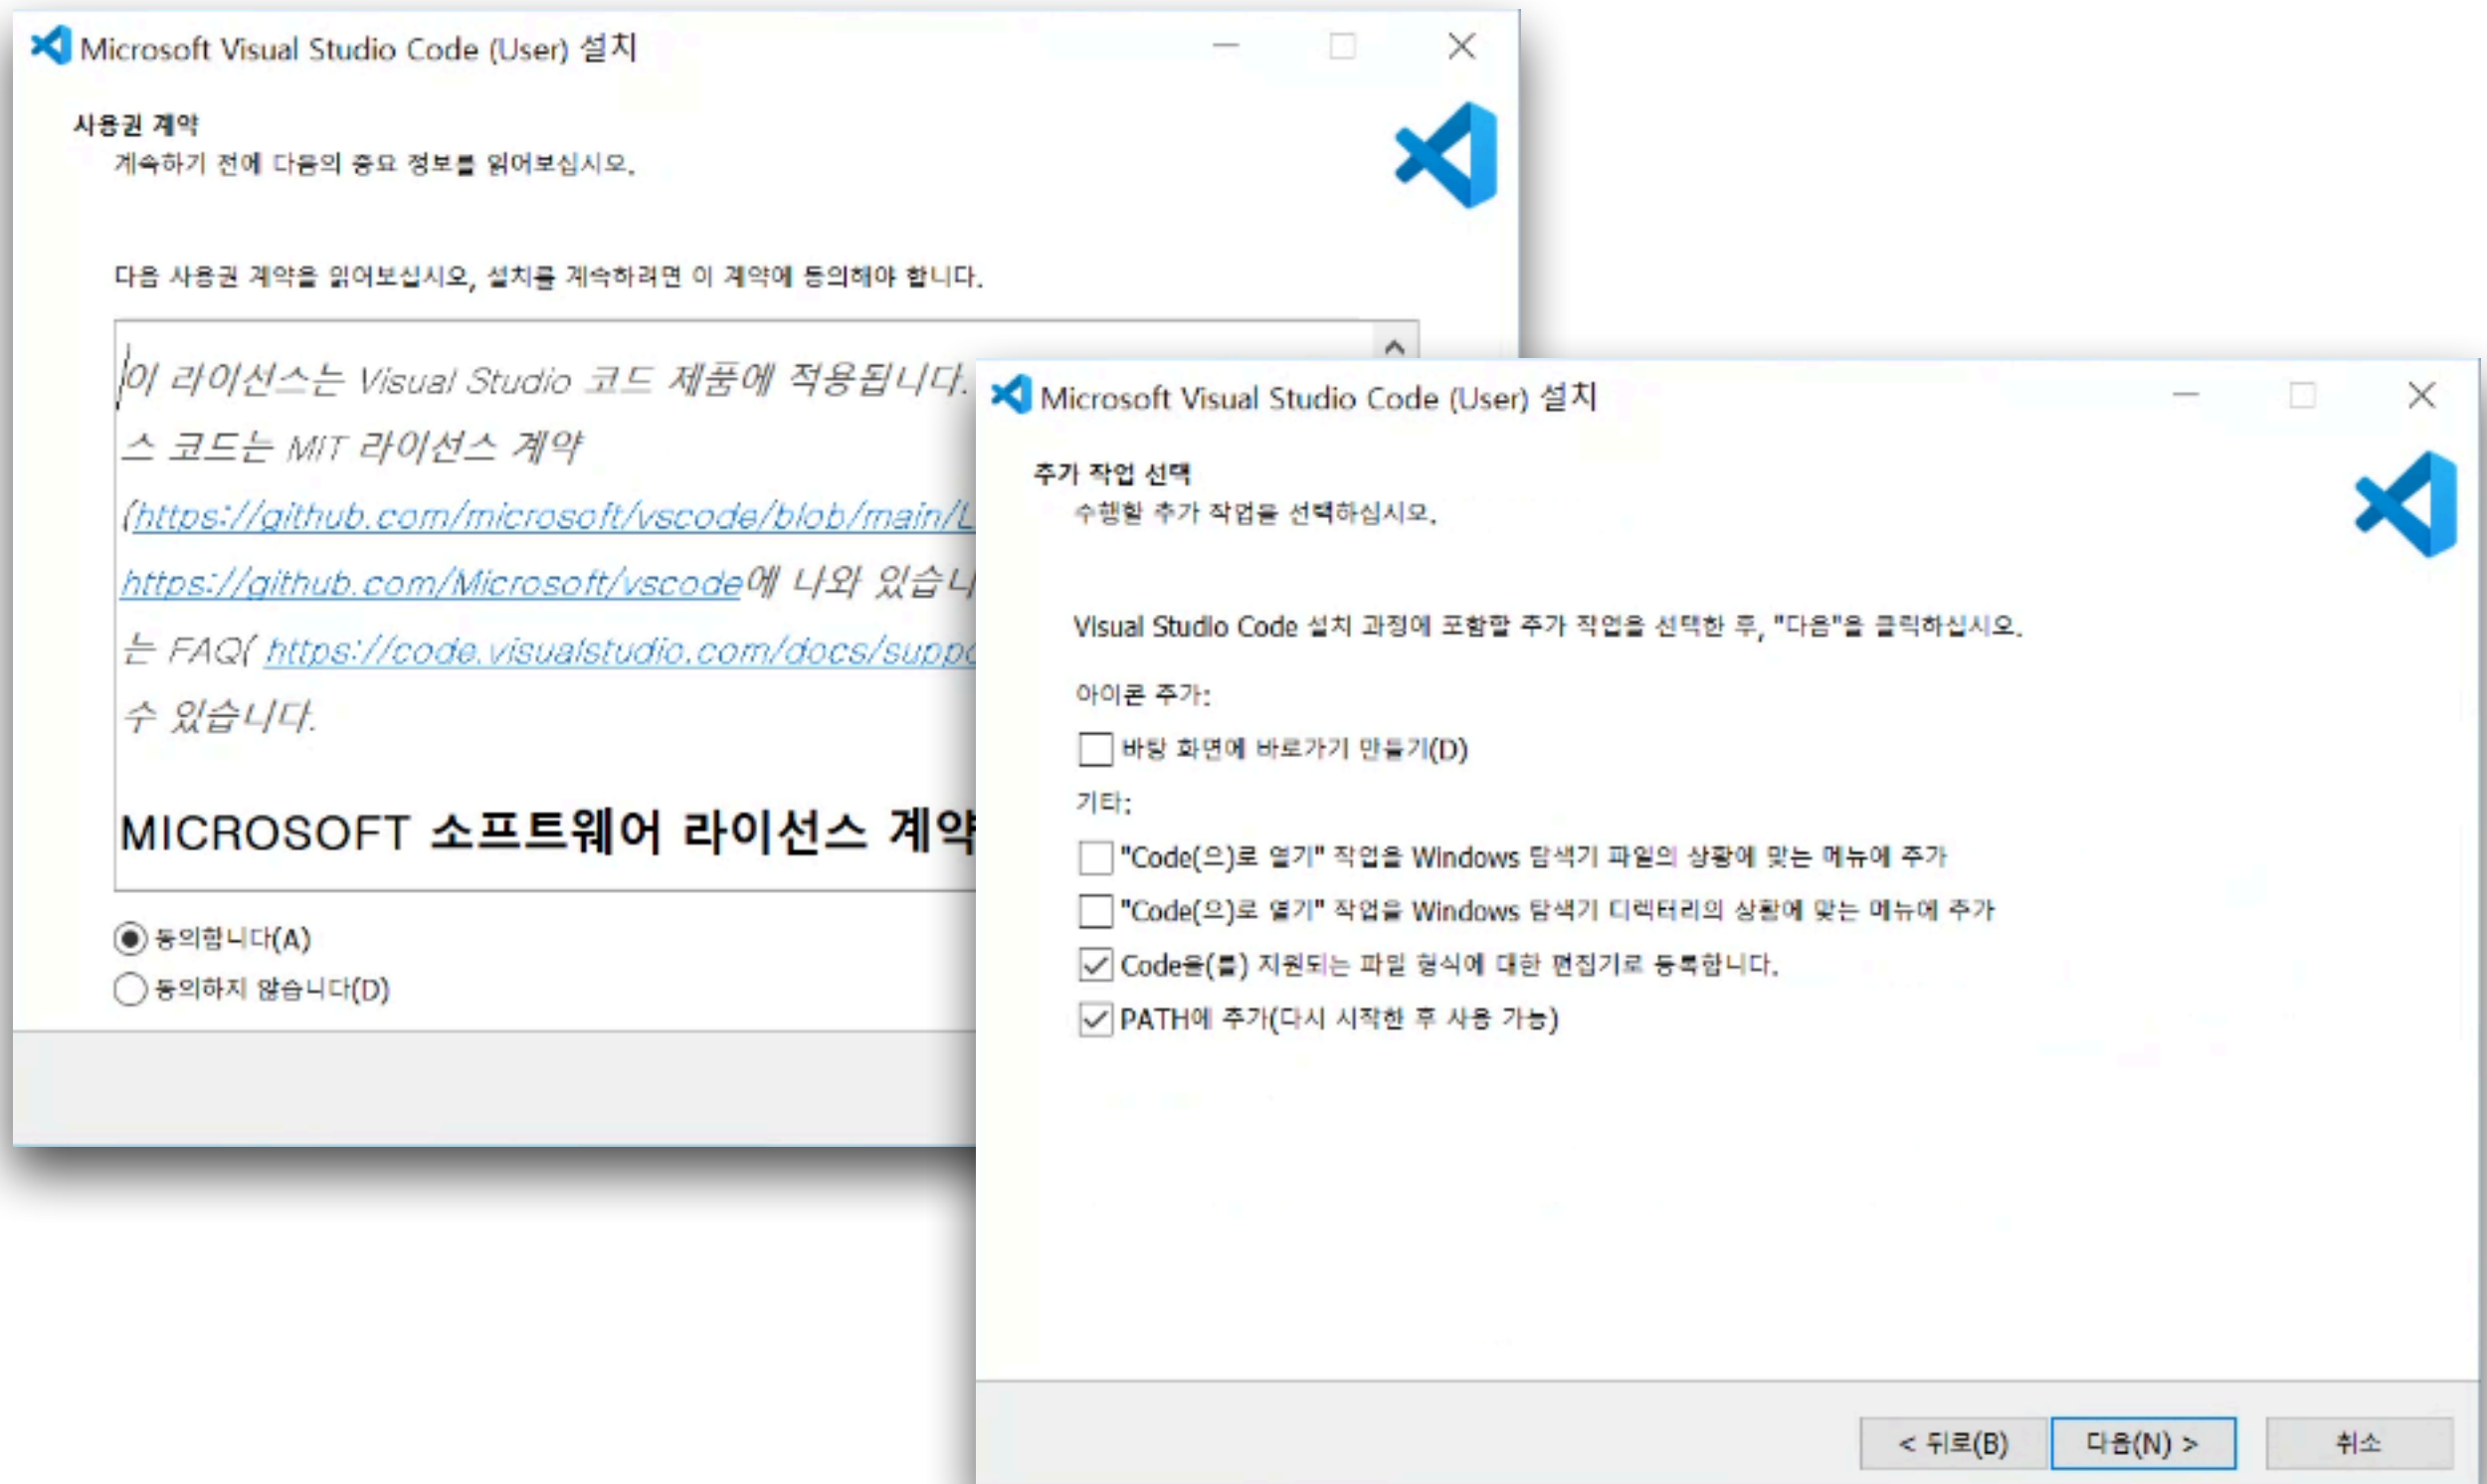 Microsoft Visual Studio Code (User) 설치
사용권 계약
계속하기 전에 다음의 중요 정보를 읽어보십시오.
다음 사용권 계약을 읽어보십시오, 설치를 계속하려면 이 계약에 동의해야 합니다.
이 라이선스는 Visual Studio 코드 제품에 적용됩니다.
스 코드는 MIT 라이선스 계약
(https://github.com/microsoft/vscode/blob/main/L
https://github.com/Microsoft/vscode에 나와 있습니
는 FAQ( https://code.visualstudio.com/docs/suppo
수 있습니다.
MICROSOFT 소프트웨어 라이선스 계약
동의합니다(A)
동의하지 않습니다(D)
Microsoft Visual Studio Code (User) 설치
추가 작업 선택
수행할 추가 작업을 선택하십시오.
Visual Studio Code 설치 과정에 포함할 추가 작업을 선택한 후, "다음"을 클릭하십시오.
아이콘 추가:
바탕 화면에 바로가기 만들기(D)
기타:
"Code(으)로 열기" 작업을 Windows 탐색기 파일의 상황에 맞는 메뉴에 추가
"Code(으)로 열기" 작업을 Windows 탐색기 디렉터리의 상황에 맞는 메뉴에 추가
Code을(를) 지원되는 파일 형식에 대한 편집기로 등록합니다.
PATH에 추가(다시 시작한 후 사용 가능)
< 뒤로(B)
다음(N) >
취소